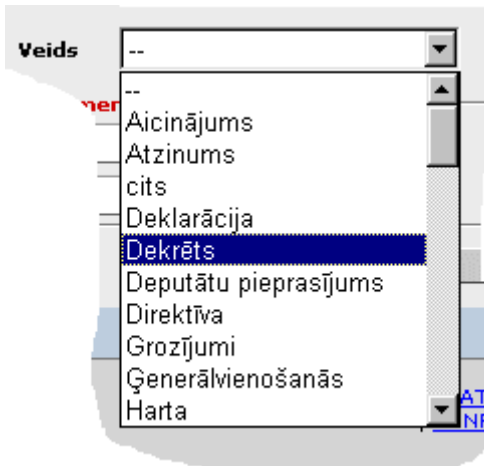 Veids
--
--
Aicinājums
Atzinums
cits
Deklarācija
Dekrēts
Deputātu pieprasījums
Direktīva
Grozījumi
Ģenerālvienošanās
Harta